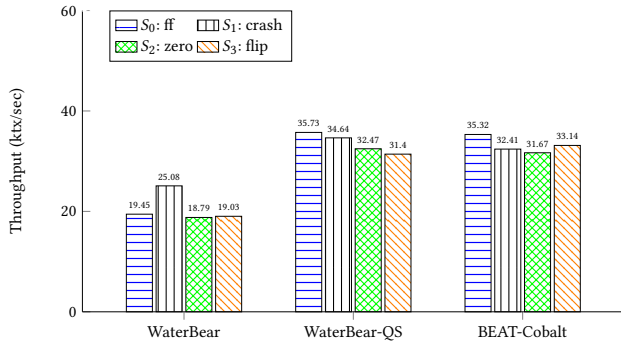 60
40
20
0
Throughput (ktx/sec)
S₀: ff S₁: crash
S₂: zero S₃: flip
19.45 25.08 18.79 19.03
35.73 34.64 32.47 31.4
35.32 32.41 31.67 33.14
WaterBear WaterBear-QS BEAT-Cobalt